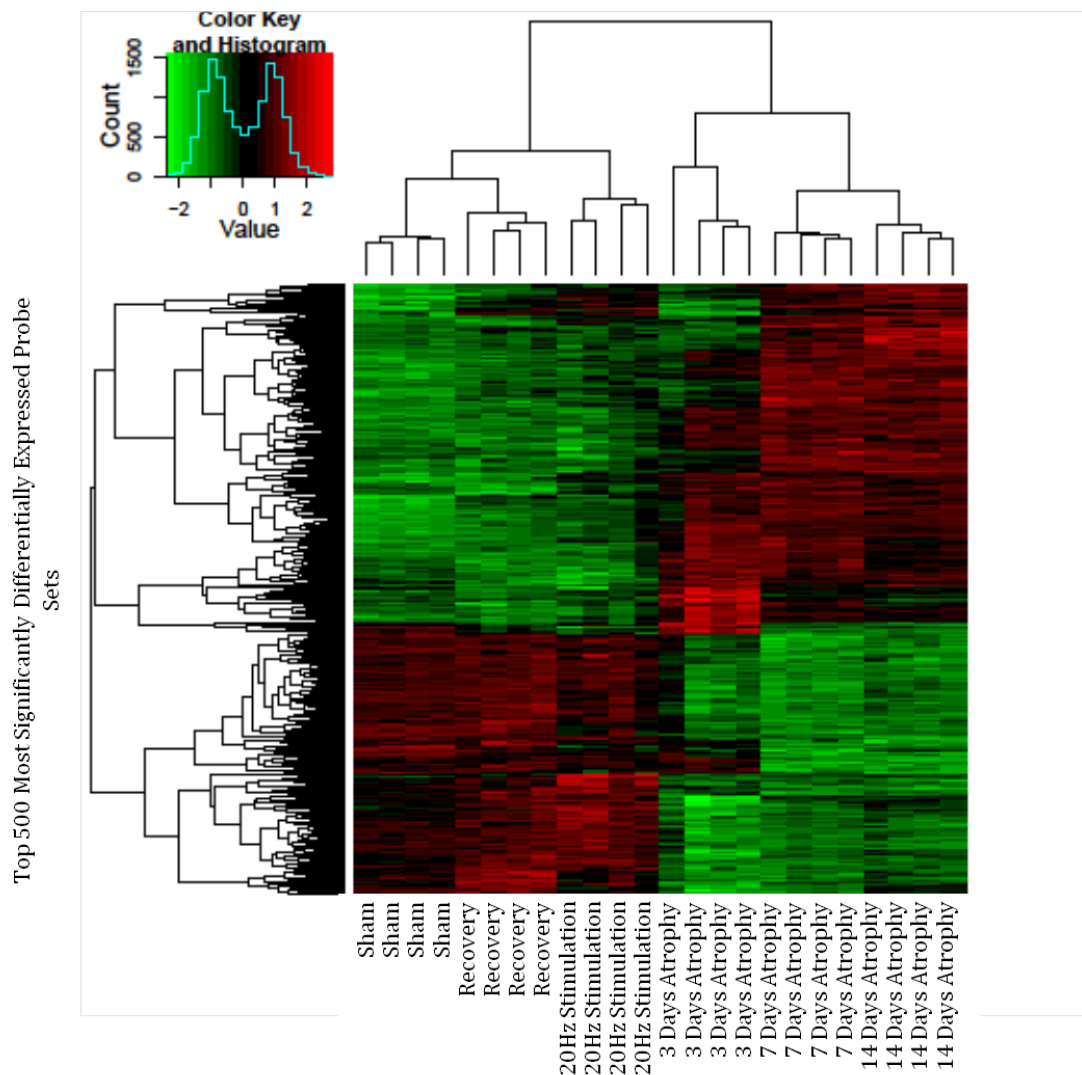 Color Key
and Histogram
Count
0
500
1500
−2
0
1
2
Value
Top 500 Most Significantly Differentially Expressed Probe
Sets
Sham
Sham
Sham
Sham
Recovery
Recovery
Recovery
Recovery
20Hz Stimulation
20Hz Stimulation
20Hz Stimulation
20Hz Stimulation
3 Days Atrophy
3 Days Atrophy
3 Days Atrophy
3 Days Atrophy
7 Days Atrophy
7 Days Atrophy
7 Days Atrophy
7 Days Atrophy
14 Days Atrophy
14 Days Atrophy
14 Days Atrophy
14 Days Atrophy